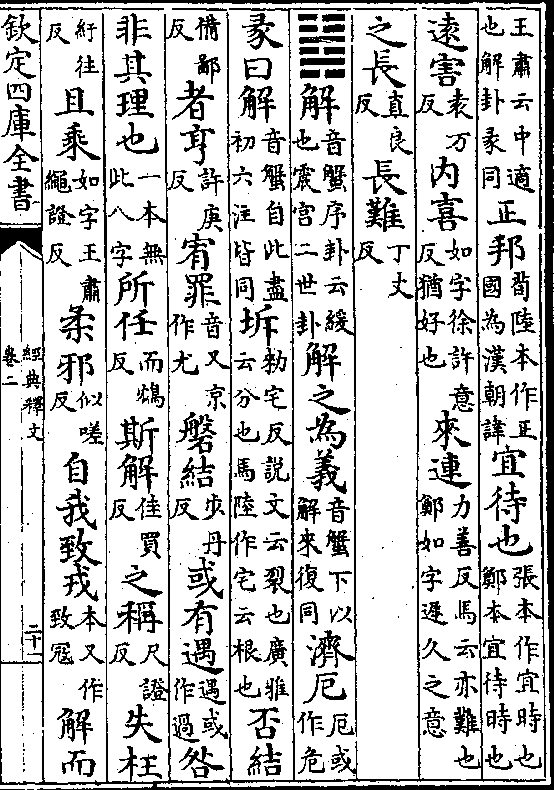 王肅云中適也解卦彖同正邦荀陸本作正國為漢朝諱宜待也張本作宜時也鄭本宜待時也
遠害袁万反内喜如字徐許意反猶好也來連力善反馬云亦難也鄭如字遲久之意
之長直良反長難丁丈反
䷧解音蟹序卦云緩也震宫二世卦解之為義音蟹下以解來復同濟厄厄或作危
彖曰解音蟹自此盡初六注皆同坼勑宅反説文云裂也廣雅云分也馬陸作宅云根也否結
備鄙反者亨許庚反宥罪音又京作尤磐結步丹反或有遇遇或作過咎
非其理也一本無此八字所任而鴆反斯解佳買反之稱尺證反失枉
紆往反且乘如字王肅繩證反柔邪似嗟反自我致戎本又作致寇解而
欽定四庫全書
經典釋文
卷二
二十一